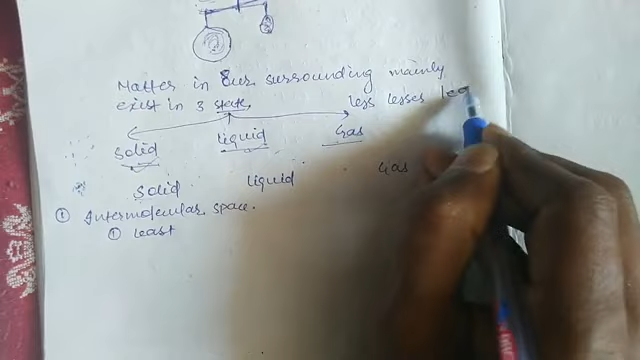 Matter in Our surrounding mainly
exist in 3 state
less lesses lea
solid liquid Gas
solid liquid Gas
① Intermolecular space.
① least